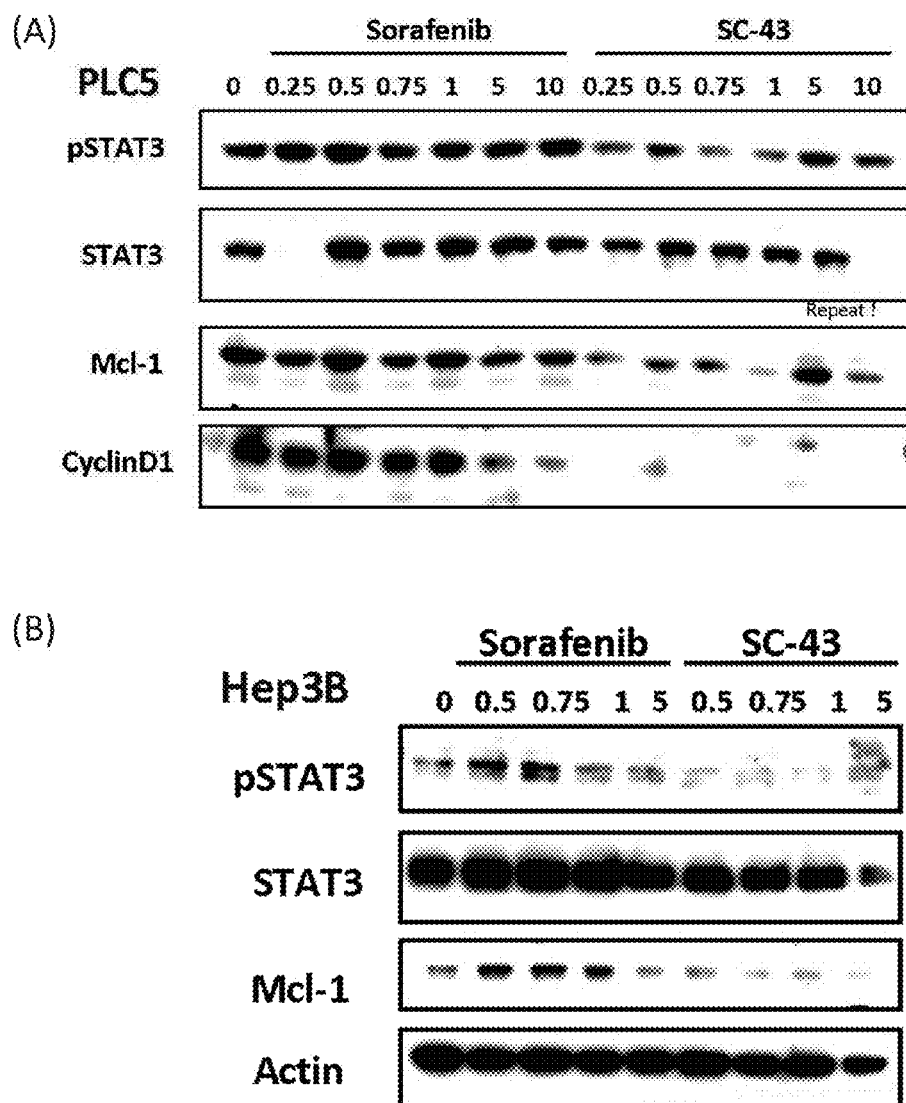 (A)
Sorafenib SC-43
PLC5 0 0.25 0.5 0.75 1 5 10 0.25 0.5 0.75 1 5 10
pSTAT3
STAT3
Repeat !
Mcl-1
CyclinD1
(B)
Sorafenib SC-43
Hep3B 0 0.5 0.75 1 5 0.5 0.75 1 5
pSTAT3
STAT3
Mcl-1
Actin